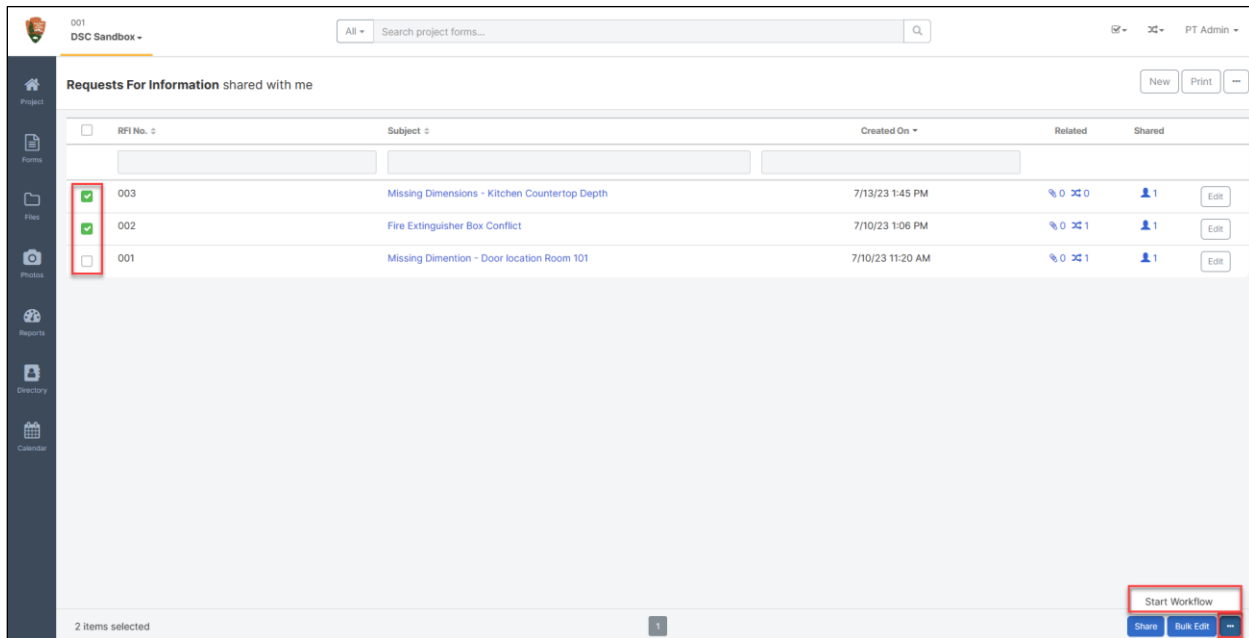 001
DSC Sandbox
All
Search project forms...
PT Admin
Project
Forms
Files
Photos
Reports
Directory
Calendar
Requests For Information shared with me
New
Print
RFI No.
Subject
Created On
Related
Shared
003
Missing Dimensions - Kitchen Countertop Depth
7/13/23 1:45 PM
0
0
1
Edit
002
Fire Extinguisher Box Conflict
7/10/23 1:06 PM
0
1
1
Edit
001
Missing Dimention - Door location Room 101
7/10/23 11:20 AM
0
1
1
Edit
Start Workflow
2 items selected
1
Share
Bulk Edit